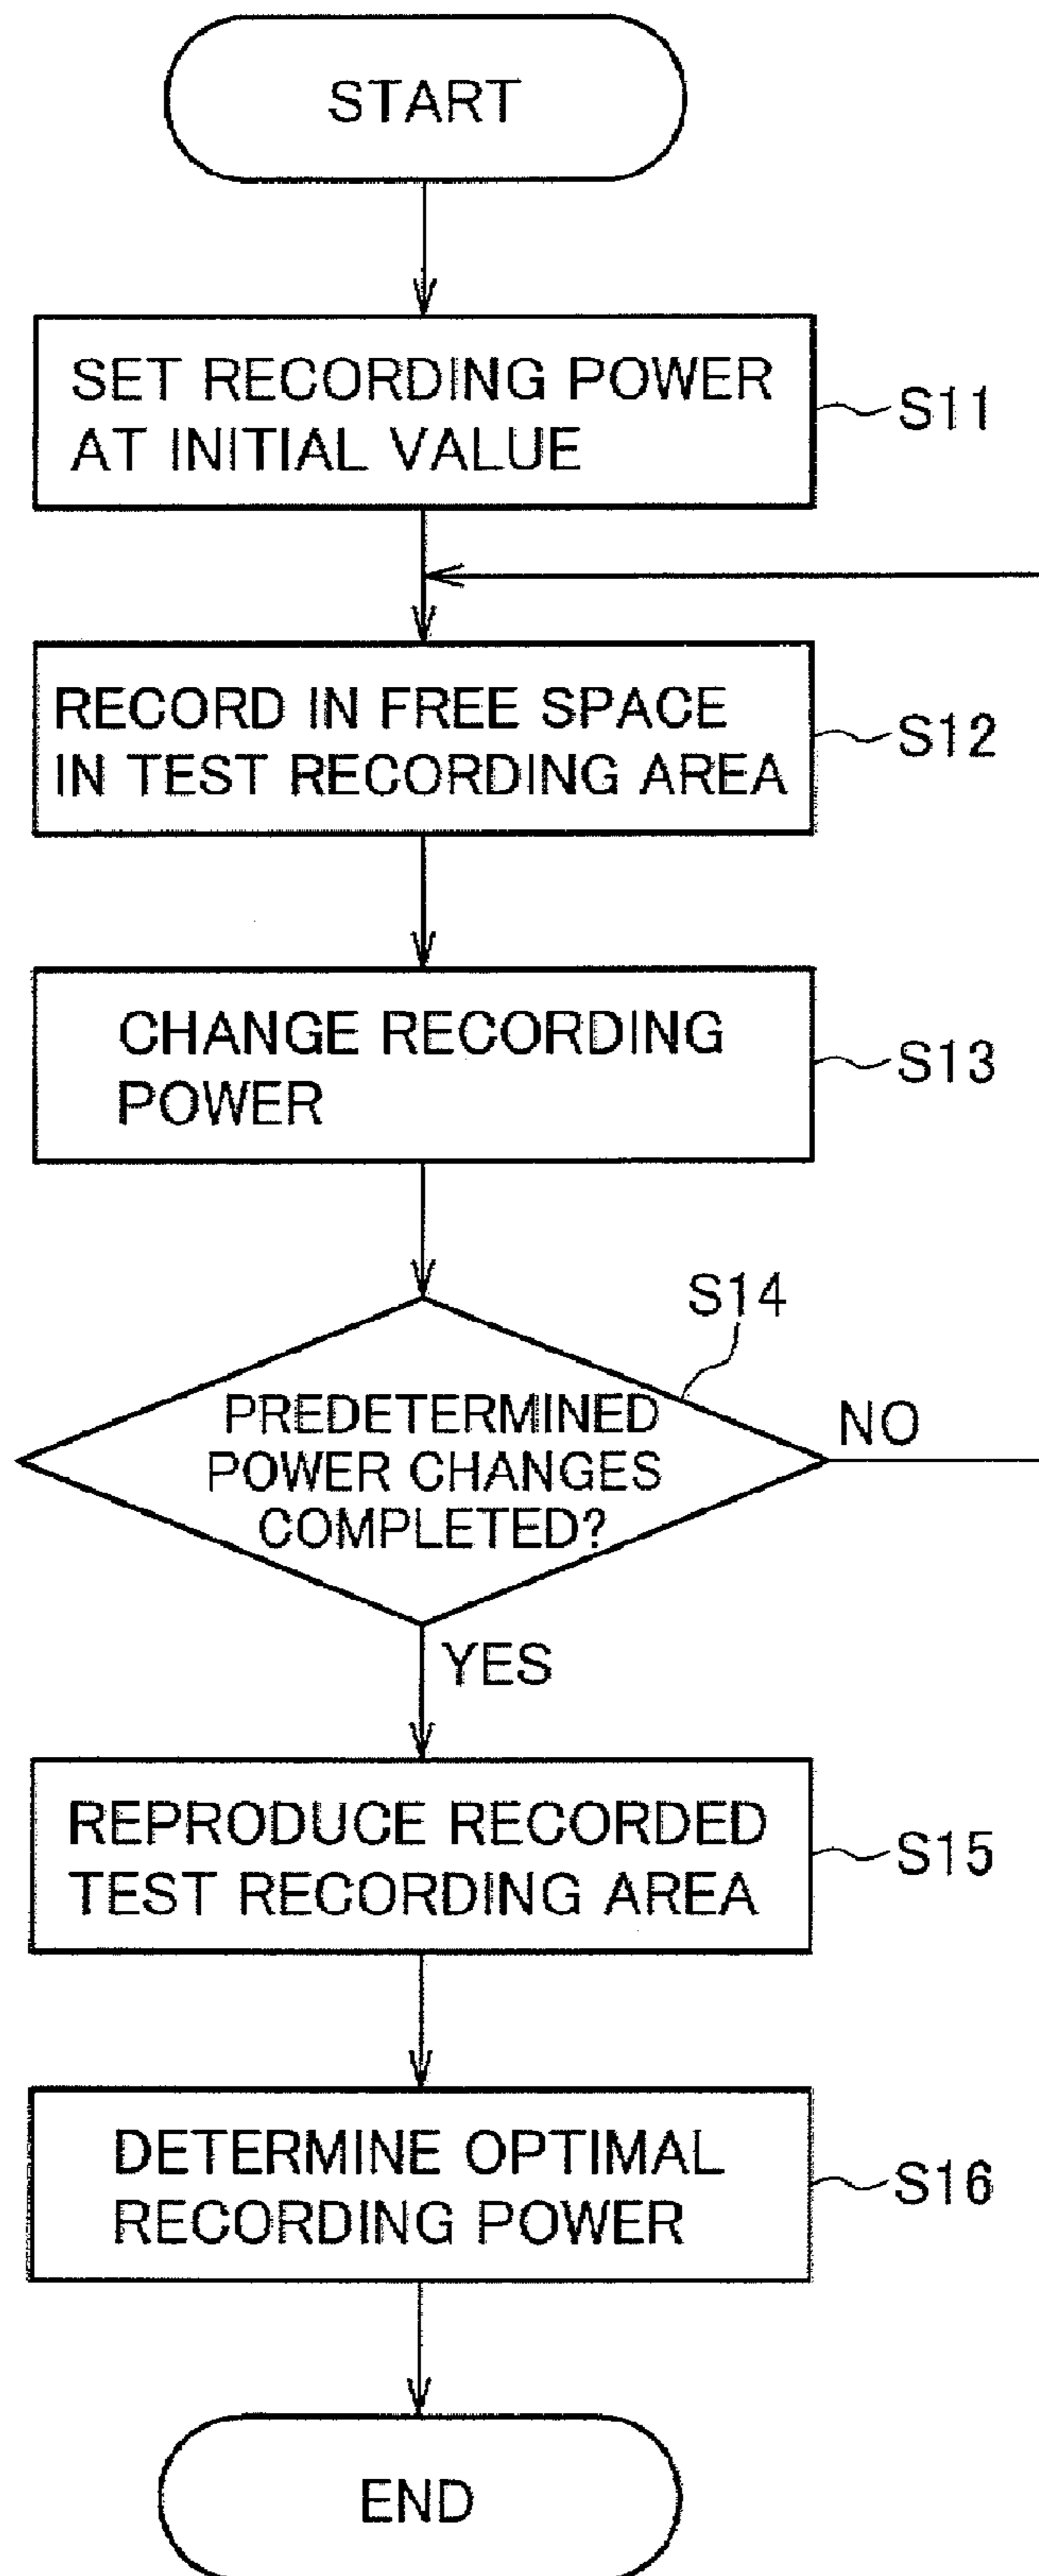 START
SET RECORDING POWER
AT INITIAL VALUE
S11
RECORD IN FREE SPACE
IN TEST RECORDING AREA
S12
CHANGE RECORDING
POWER
S13
S14
PREDETERMINED
POWER CHANGES
COMPLETED?
NO
YES
REPRODUCE RECORDED
TEST RECORDING AREA
S15
DETERMINE OPTIMAL
RECORDING POWER
S16
END